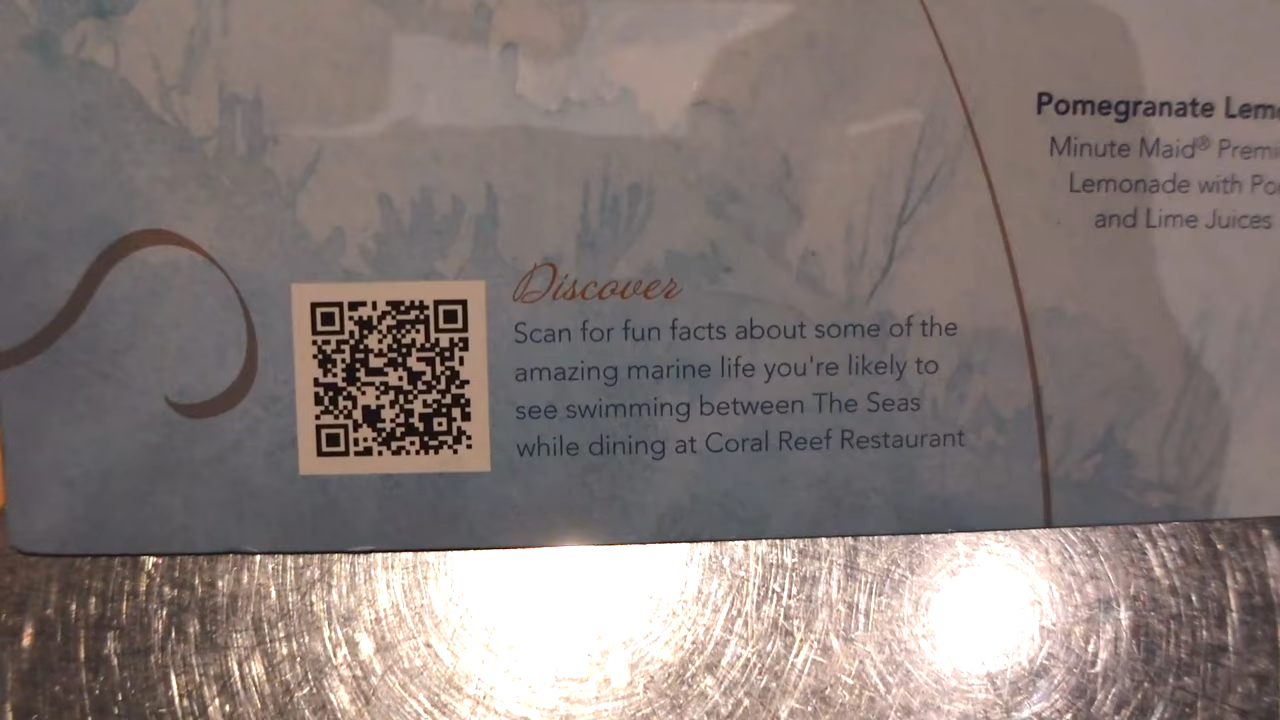 Discover
Scan for fun facts about some of the
amazing marine life you're likely to
see swimming between The Seas
while dining at Coral Reef Restaurant
Pomegranate
Minute Maid®
Lemonade with
and Lime Juices